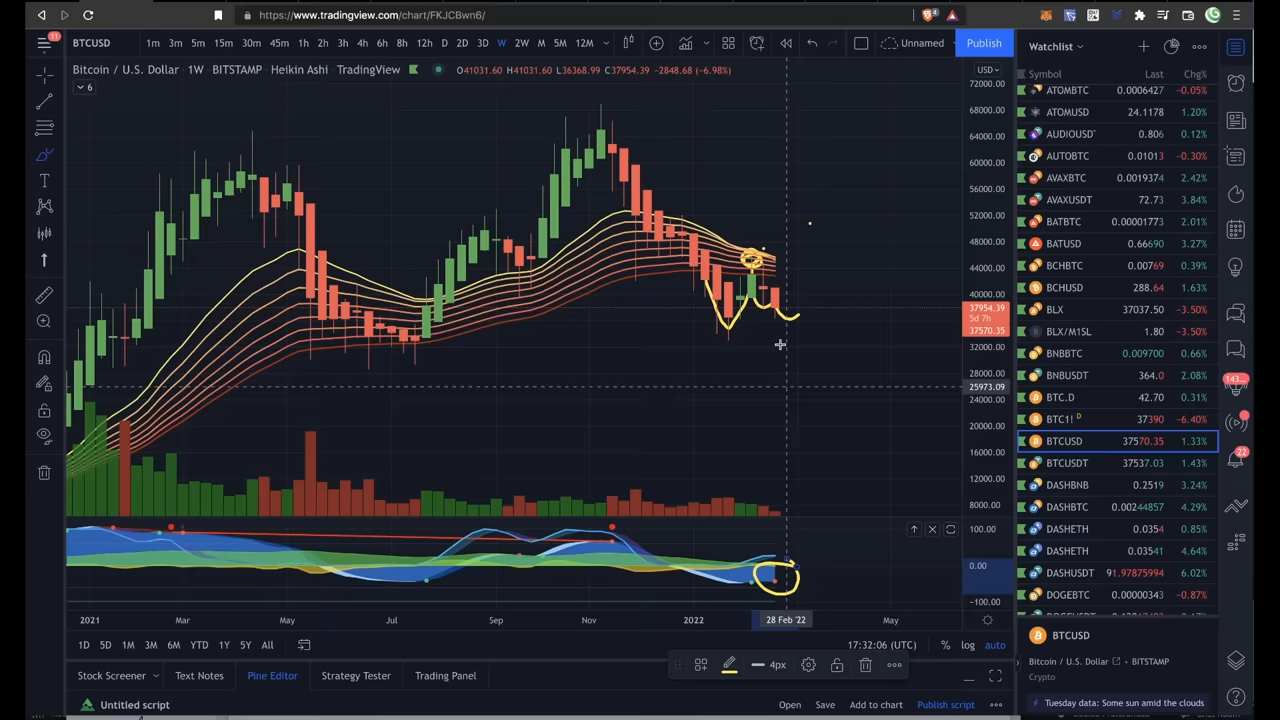 https://www.tradingview.com/chart/FKJCBwn6/
11
BTCUSD 1m 3m 5m 15m 30m 45m 1h 2h 3h 4h 6h 8h 12h D 2D 3D W 2W M 5M 12M Unnamed Publish
Bitcoin / U.S. Dollar · 1W · BITSTAMP · Heikin Ashi · TradingView O41031.60 H41031.60 L36368.99 C37954.39 −2848.68 (−6.98%)
6
USD
72000.00
68000.00
64000.00
60000.00
56000.00
52000.00
48000.00
44000.00
40000.00
37954.39
5d 7h
37570.35
32000.00
28000.00
25973.09
24000.00
20000.00
16000.00
12000.00
8000.00
100.00
0.00
−100.00
2021 Mar May Jul Sep Nov 2022 28 Feb '22 May
1D 5D 1M 3M 6M YTD 1Y 5Y All 17:32:06 (UTC) % log auto
4px
Stock Screener Text Notes Pine Editor Strategy Tester Trading Panel
Untitled script Open Save Add to chart Publish script
Watchlist
Symbol Last Chg%
ATOMBTC 0.0006427 −0.05%
ATOMUSD 24.1178 1.20%
AUDIOUSD 0.806 0.12%
AUTOBTC 0.01013 −0.30%
AVAXBTC 0.0019374 2.42%
AVAXUSDT 72.73 3.84%
BATBTC 0.00001773 2.01%
BATUSD 0.66690 3.27%
BCHBTC 0.00769 0.39%
BCHUSD 288.64 1.63%
BLX 37037.50 −3.50%
BLX/M1SL 1.80 −3.50%
BNBBTC 0.009700 0.66%
BNBUSDT 364.0 2.08%
BTC.D 42.70 0.31%
BTC1! D 37390 −6.40%
BTCUSD 37570.35 1.33%
BTCUSDT 37537.03 1.43%
DASHBNB 0.2519 3.24%
DASHBTC 0.00244857 4.29%
DASHETH 0.0354 0.85%
DASHETH 0.03541 4.64%
DASHUSDT 91.97875994 6.02%
DOGEBTC 0.00000343 −0.87%
BTCUSD
Bitcoin / U.S. Dollar • BITSTAMP
Crypto
Tuesday data: Some sun amid the clouds
143...
22